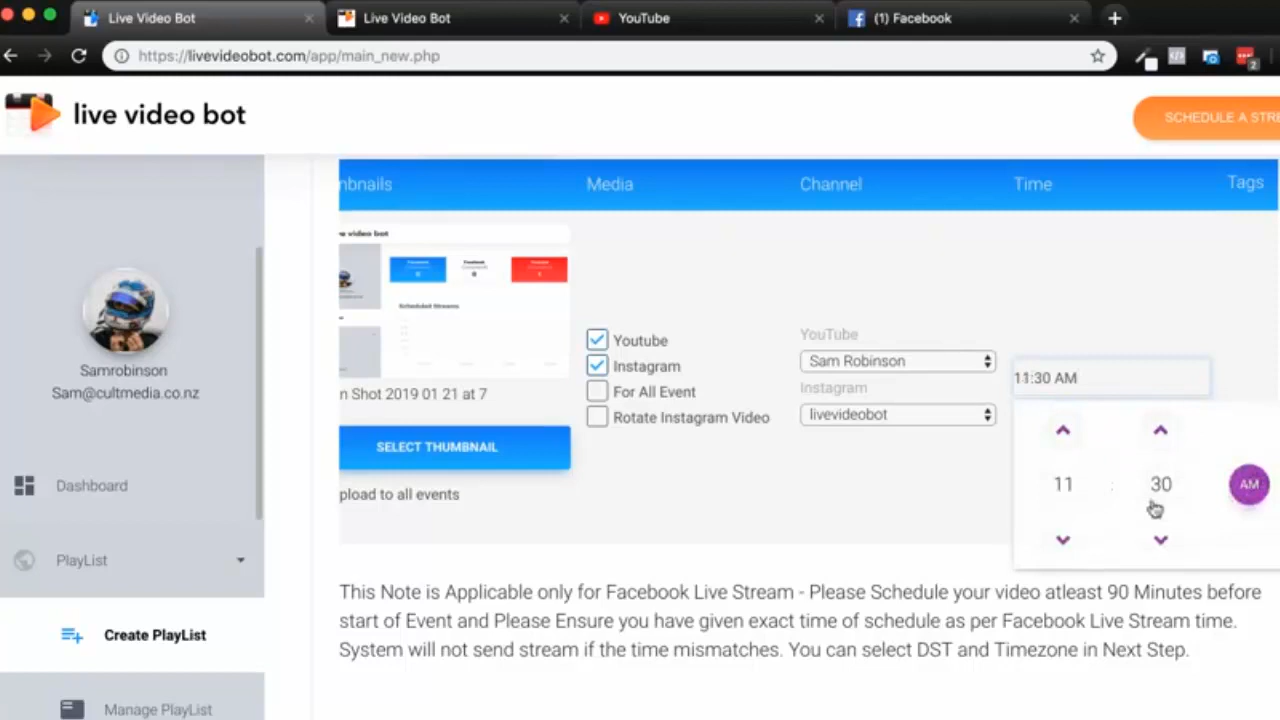 Live Video Bot
Live Video Bot
YouTube
(1) Facebook
https://livevideobot.com/app/main_new.php
2
live video bot
SCHEDULE A STRE
nbnails
Media
Channel
Time
Tags
ve video bot
Scheduled Streams
n Shot 2019 01 21 at 7
SELECT THUMBNAIL
pload to all events
Youtube
Instagram
For All Event
Rotate Instagram Video
YouTube
Sam Robinson
Instagram
livevideobot
11:30 AM
11 : 30 AM
Samrobinson
Sam@cultmedia.co.nz
Dashboard
PlayList
Create PlayList
Manage PlayList
This Note is Applicable only for Facebook Live Stream - Please Schedule your video atleast 90 Minutes before
start of Event and Please Ensure you have given exact time of schedule as per Facebook Live Stream time.
System will not send stream if the time mismatches. You can select DST and Timezone in Next Step.